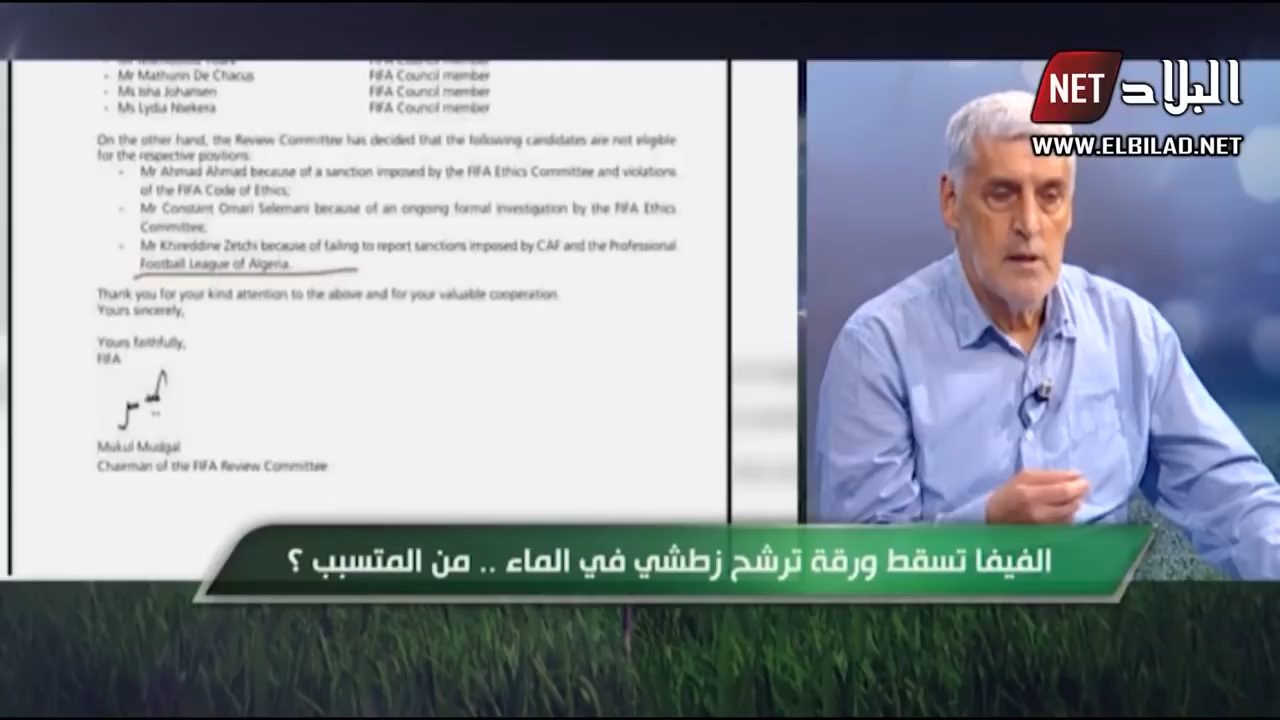 - Mr Mathurin De Chacus FIFA Council member
- Ms Isha Johansen FIFA Council member
- Ms Lydia Nsekera FIFA Council member
On the other hand, the Review Committee has decided that the following candidates are not eligible
for the respective positions:
- Mr Ahmad Ahmad because of a sanction imposed by the FIFA Ethics Committee and violations
of the FIFA Code of Ethics;
- Mr Constant Omari Selemani because of an ongoing formal investigation by the FIFA Ethics
Committee;
- Mr Khireddine Zetchi because of failing to report sanctions imposed by CAF and the Professional
Football League of Algeria.
Thank you for your kind attention to the above and for your valuable cooperation.
Yours sincerely,
Yours faithfully,
FIFA
Mukul Mudgal
Chairman of the FIFA Review Committee
البلاد NET
WWW.ELBILAD.NET
الفيفا تسقط ورقة ترشح زطشي في الماء .. من المتسبب ؟